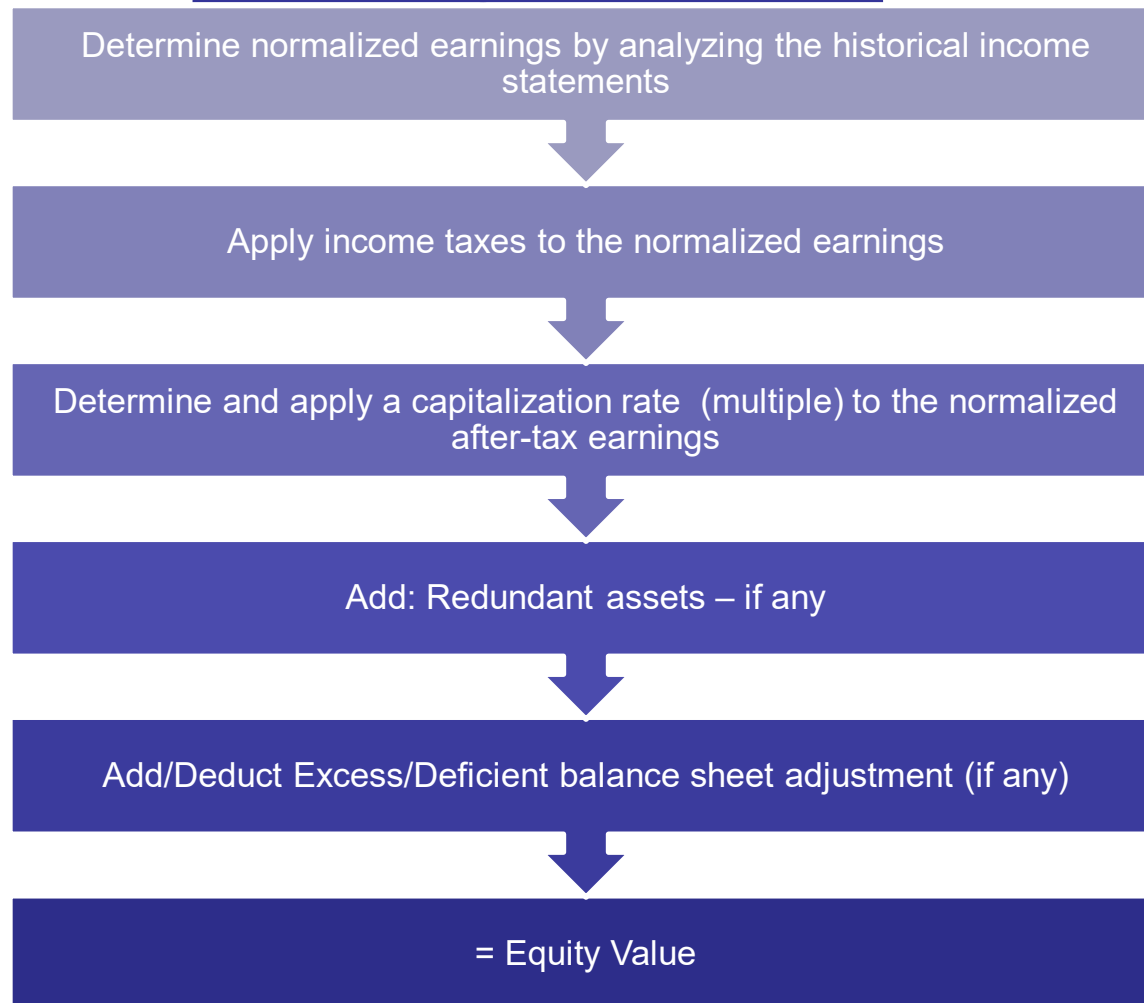 Determine normalized earnings by analyzing the historical income
statements
Apply income taxes to the normalized earnings
Determine and apply a capitalization rate (multiple) to the normalized
after-tax earnings
Add: Redundant assets – if any
Add/Deduct Excess/Deficient balance sheet adjustment (if any)
= Equity Value